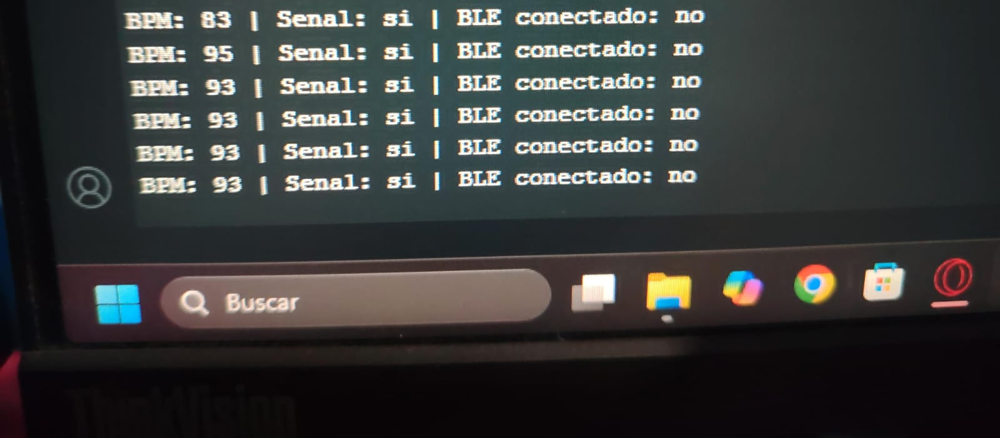 BPM: 83 | Senal: si | BLE conectado: no
BPM: 95 | Senal: si | BLE conectado: no
BPM: 93 | Senal: si | BLE conectado: no
BPM: 93 | Senal: si | BLE conectado: no
BPM: 93 | Senal: si | BLE conectado: no
BPM: 93 | Senal: si | BLE conectado: no
Buscar
ThinkVision